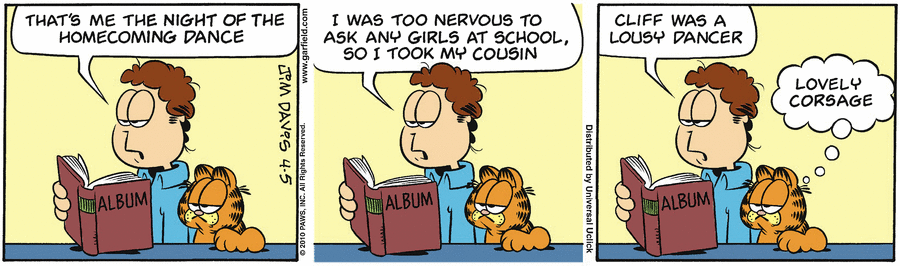 THAT'S ME THE NIGHT OF THE
HOMECOMING DANCE
ALBUM
JIM DAVIS 4·5
© 2010 PAWS, INC. All Rights Reserved.
www.garfield.com
I WAS TOO NERVOUS TO
ASK ANY GIRLS AT SCHOOL,
SO I TOOK MY COUSIN
ALBUM
Distributed by Universal Uclick
CLIFF WAS A
LOUSY DANCER
LOVELY
CORSAGE
ALBUM